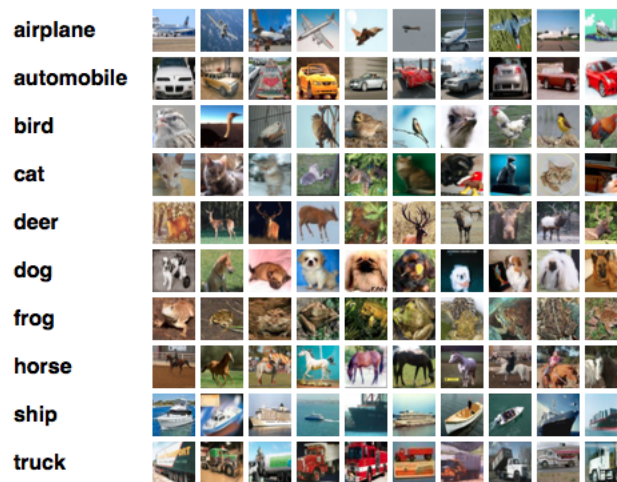 airplane
automobile
bird
cat
deer
dog
frog
horse
ship
truck